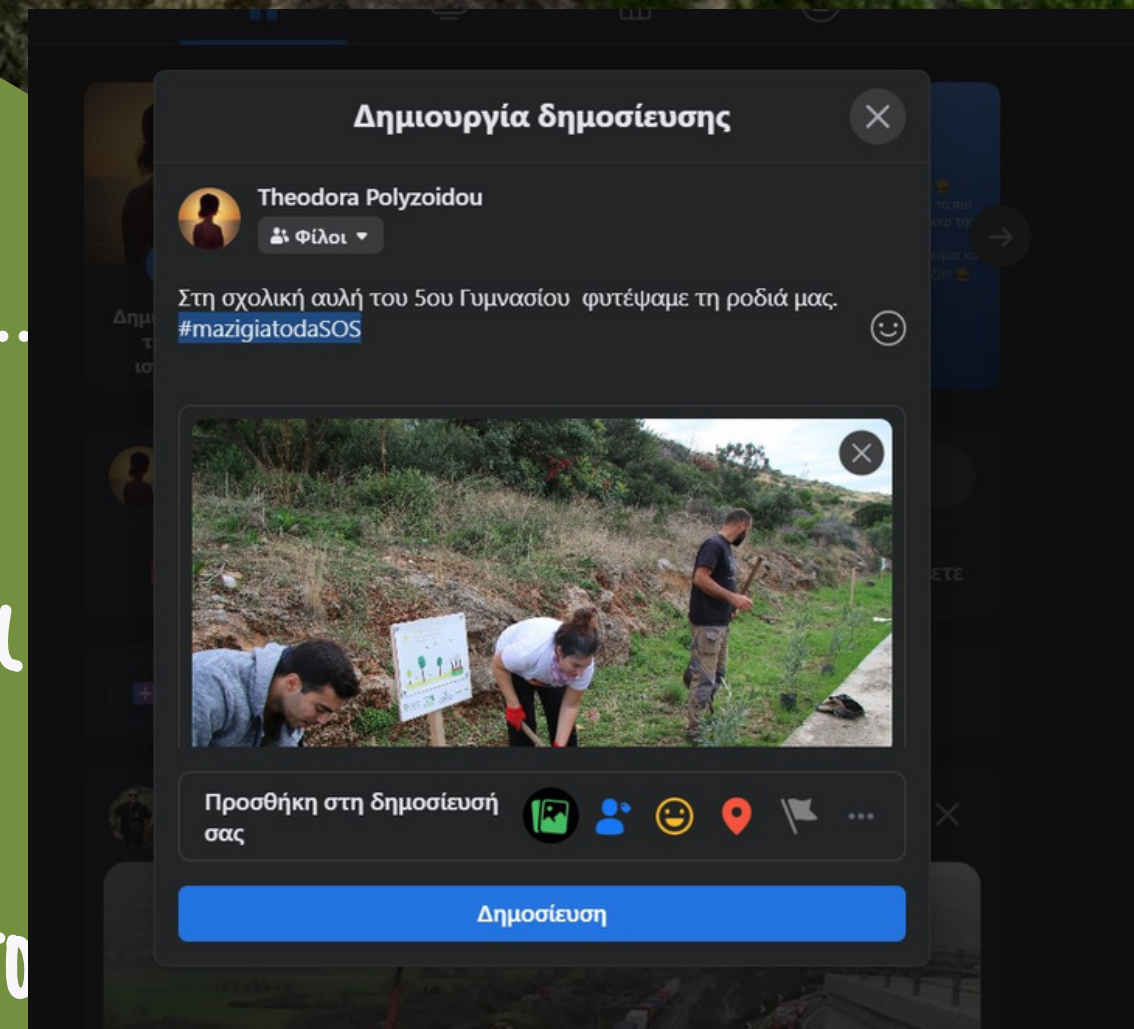 Δημιουργία δημοσίευσης
Theodora Polyzoidou
Φίλοι
Στη σχολική αυλή του 5ου Γυμνασίου φυτέψαμε τη ροδιά μας.
#mazigiatodaSOS
Προσθήκη στη δημοσίευσή
σας
Δημοσίευση